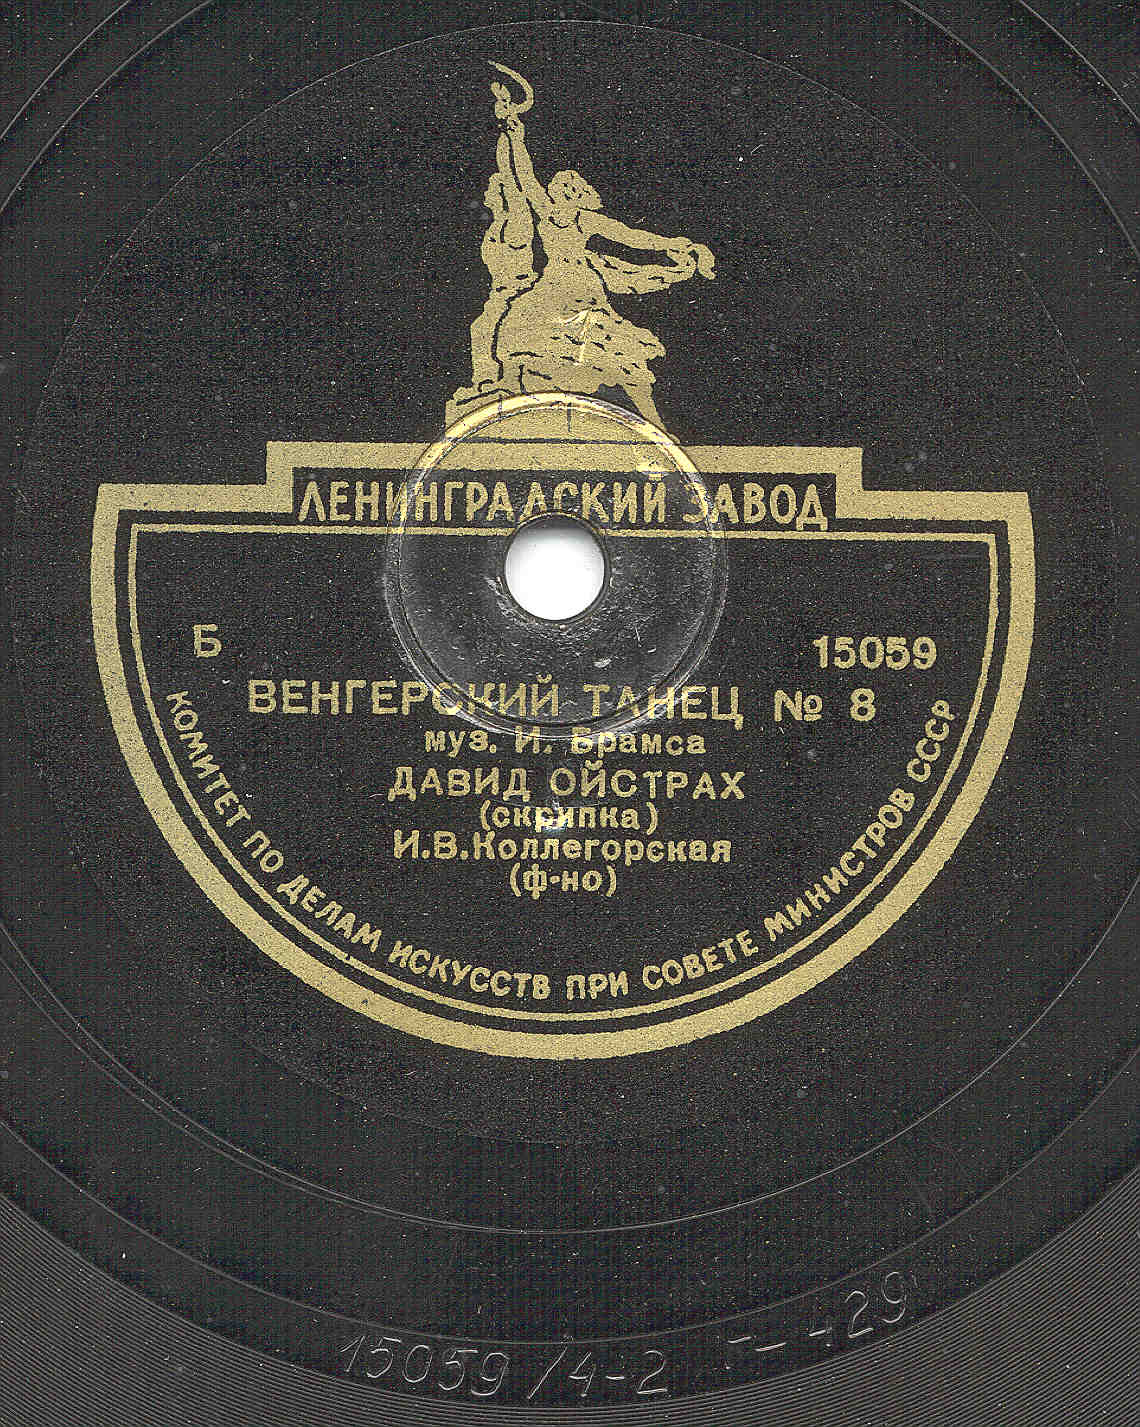 ЛЕНИНГРАДСКИЙ ЗАВОД
Б
15059
ВЕНГЕРСКИЙ ТАНЕЦ № 8
муз. И. Брамса
ДАВИД ОЙСТРАХ
(скрипка)
И.В.Коллегорская
(ф-но)
КОМИТЕТ ПО ДЕЛАМ ИСКУССТВ ПРИ СОВЕТЕ МИНИСТРОВ СССР
15059/4-2